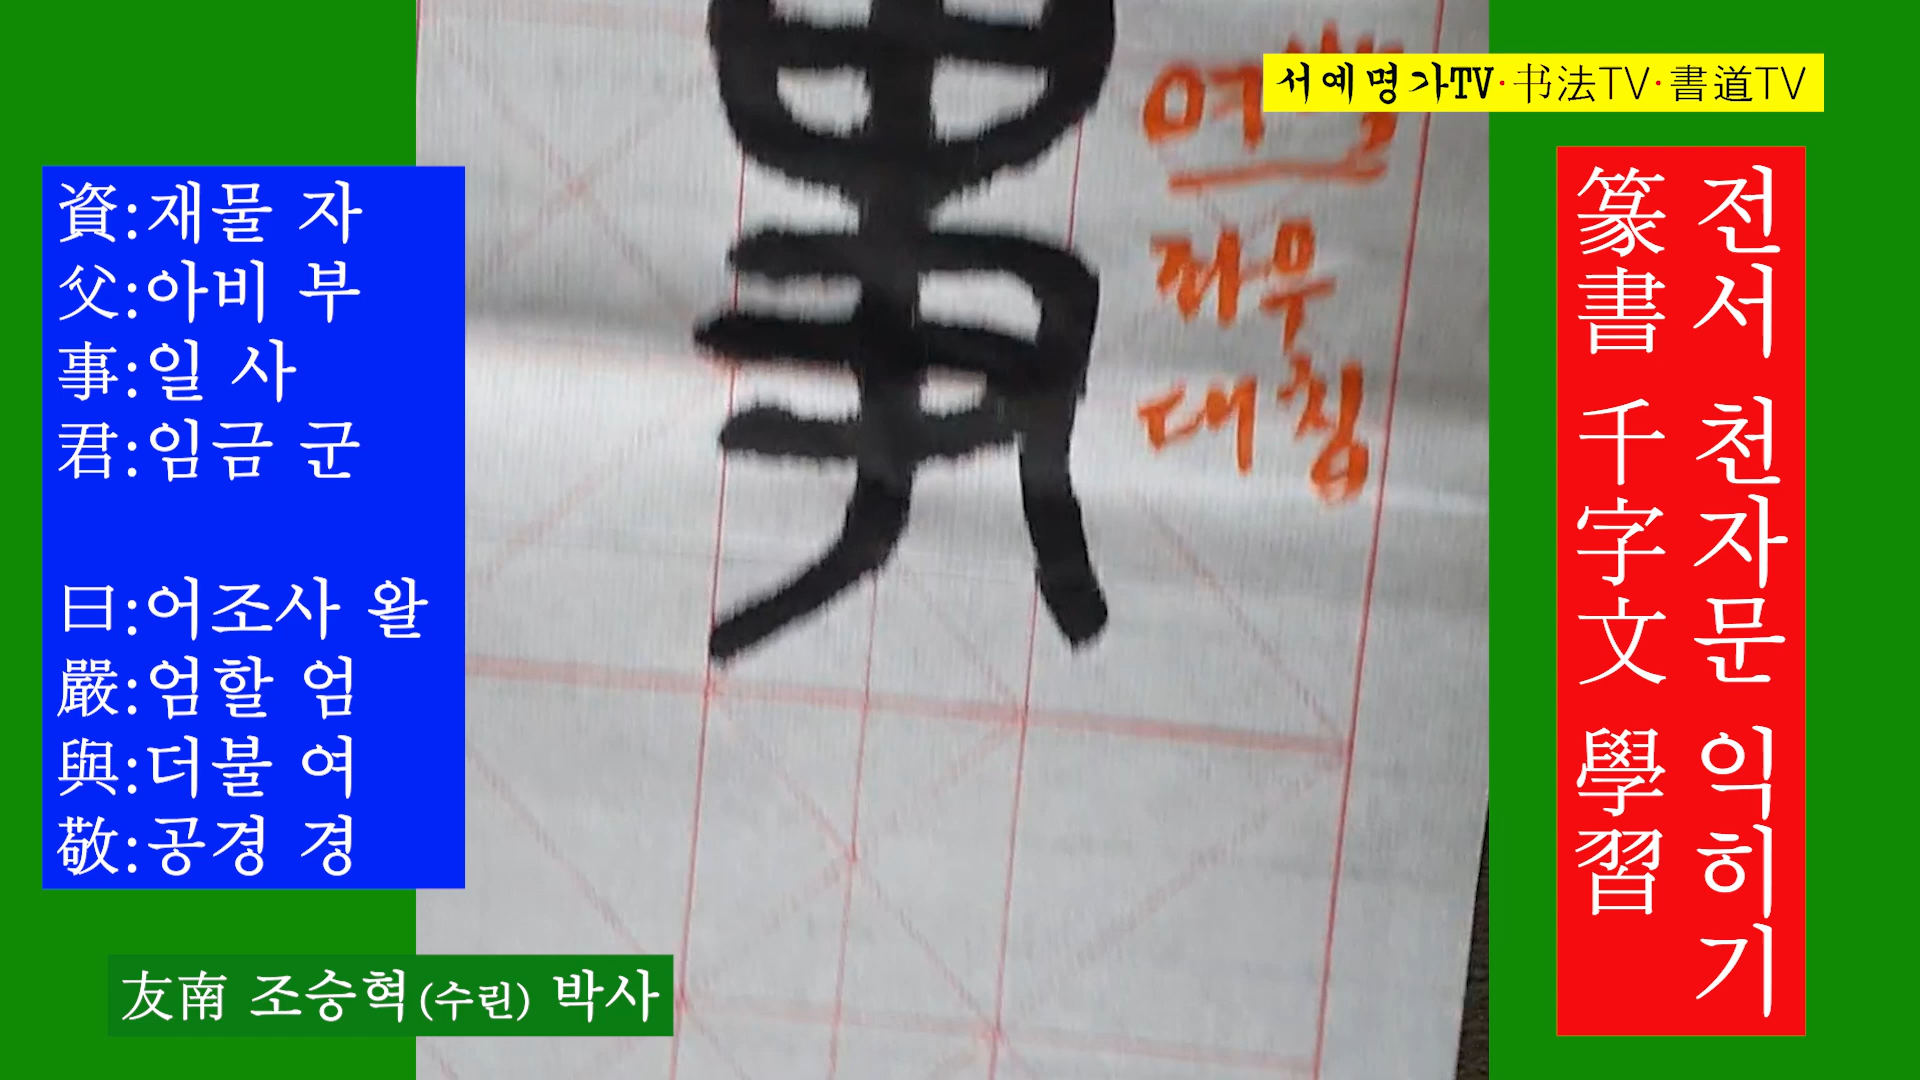 서예명가TV·书法TV·書道TV
資:재물 자
父:아비 부
事:일 사
君:임금 군
曰:어조사 왈
嚴:엄할 엄
與:더불 여
敬:공경 경
事
좌우
대칭
전서 천자문 익히기
篆書 千字文 學習
友南 조승혁(수린) 박사